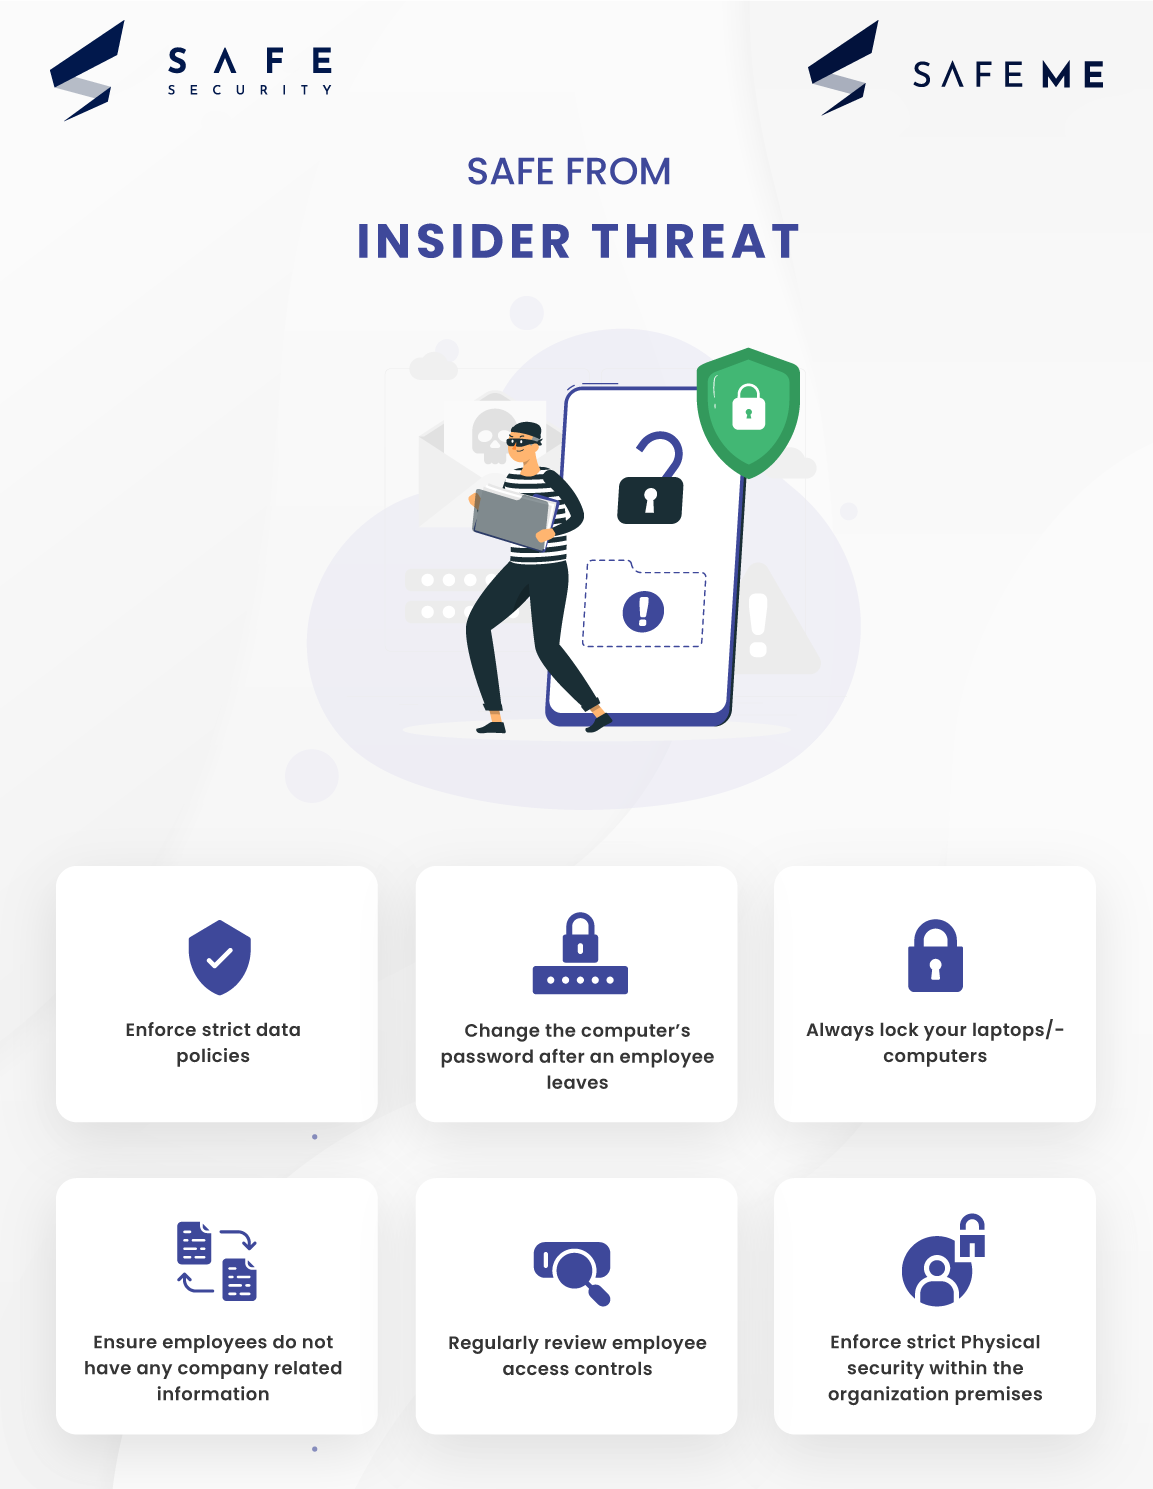 SAFE
SECURITY
SAFE ME
SAFE FROM
INSIDER THREAT
Enforce strict data
policies
Change the computer’s
password after an employee
leaves
Always lock your laptops/-
computers
Ensure employees do not
have any company related
information
Regularly review employee
access controls
Enforce strict Physical
security within the
organization premises